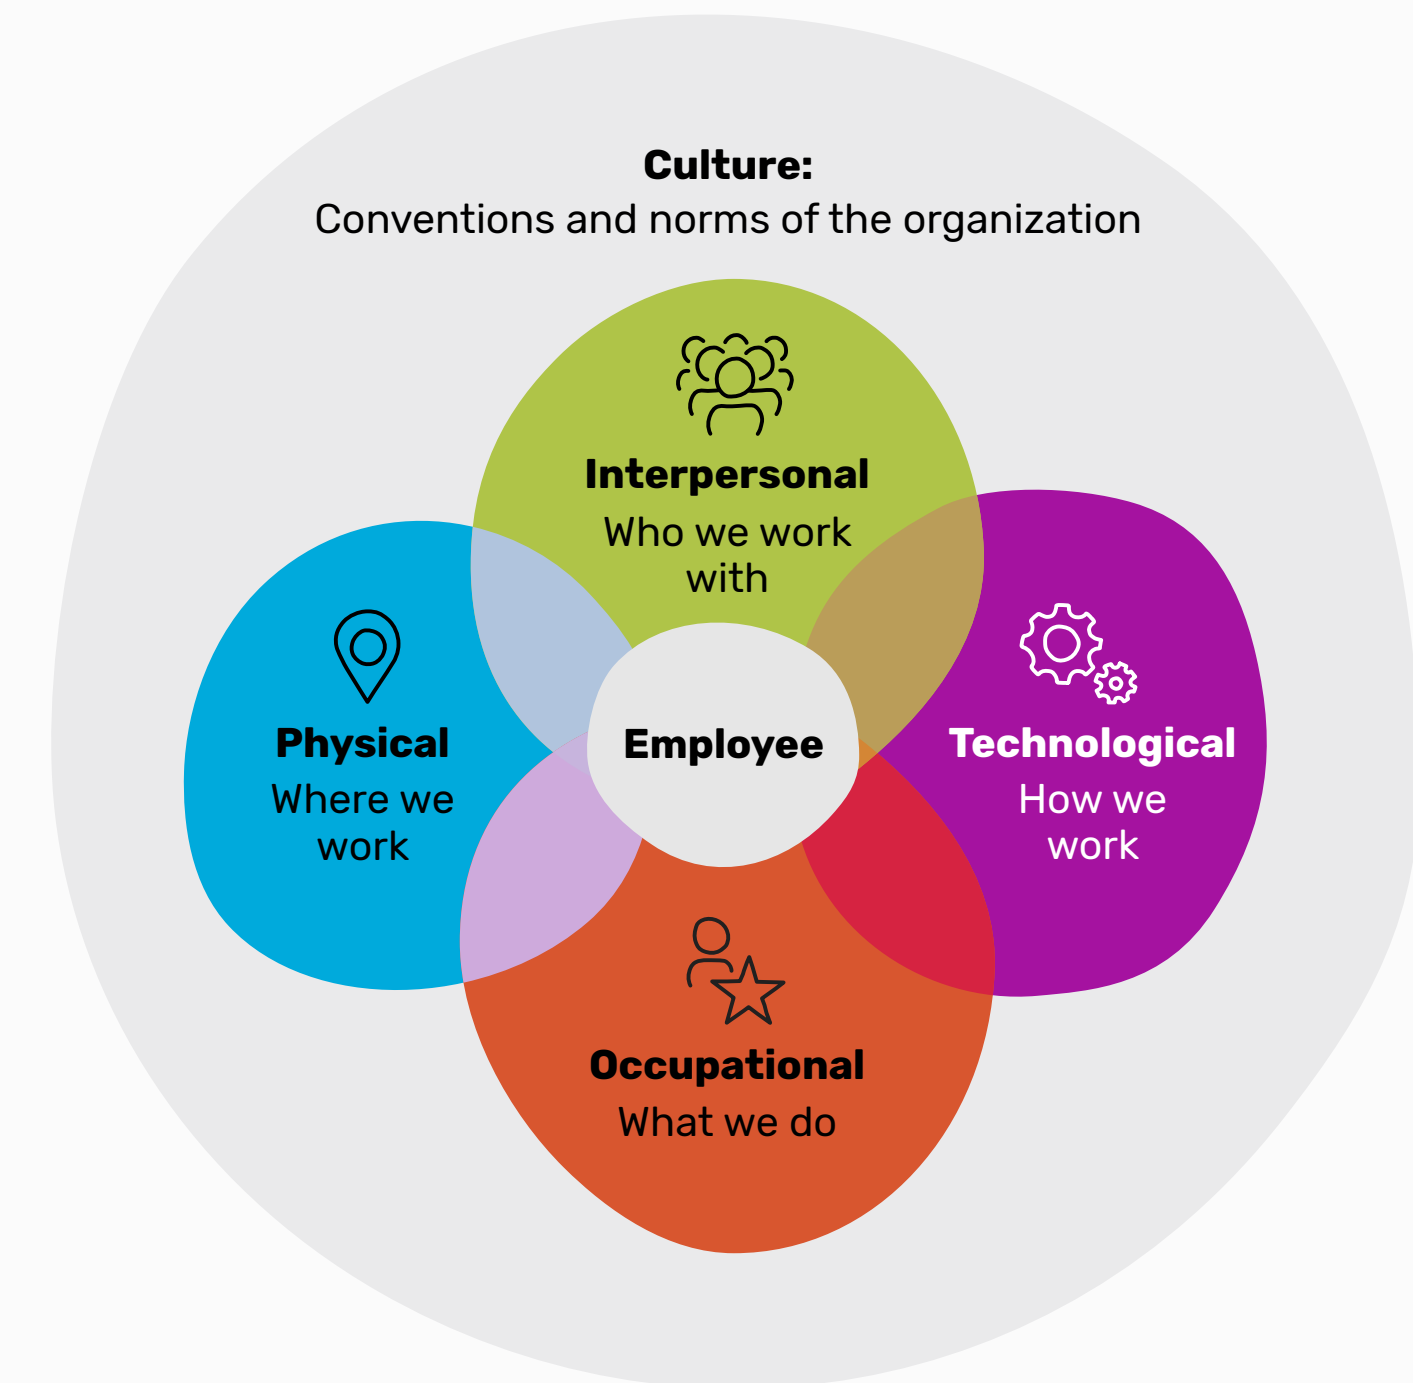 Culture:
Conventions and norms of the organization
Interpersonal
Who we work
with
Physical
Where we
work
Employee
Technological
How we
work
Occupational
What we do